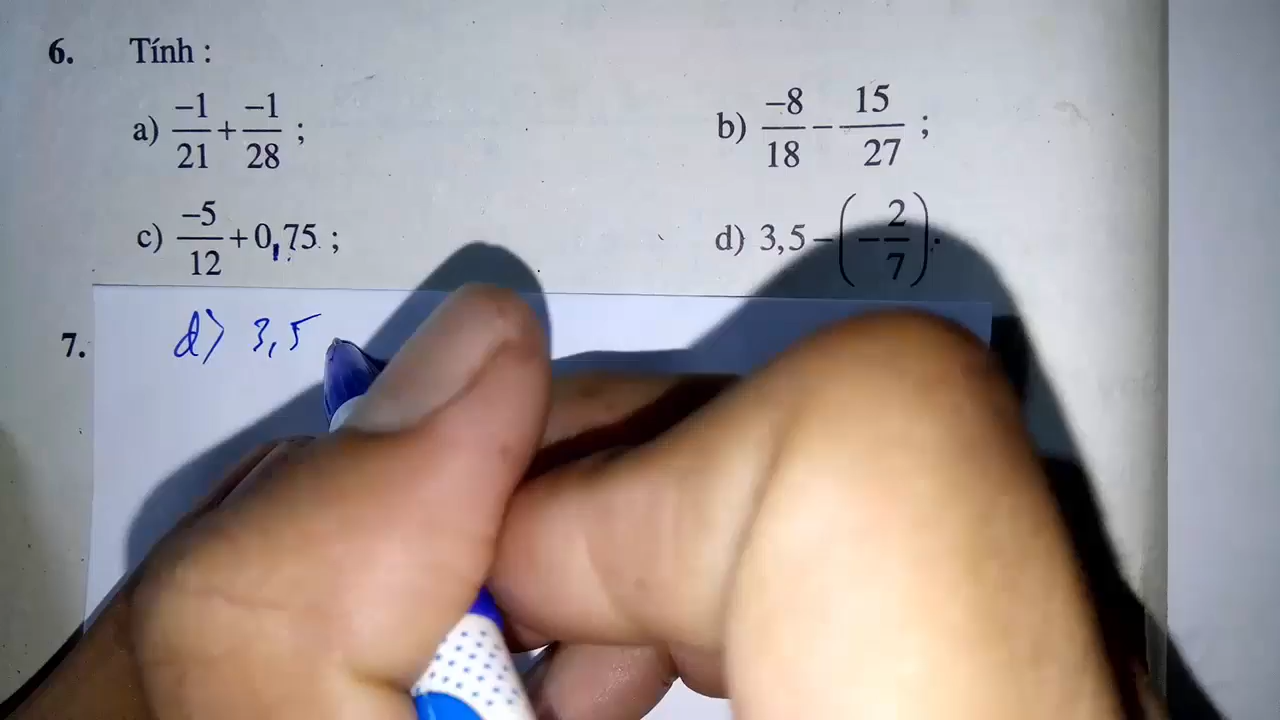 6. Tính :
a) −1/21 + −1/28 ;
b) −8/18 − 15/27 ;
c) −5/12 + 0,75 ;
d) 3,5 − (−2/7).
7.
d) 3,5